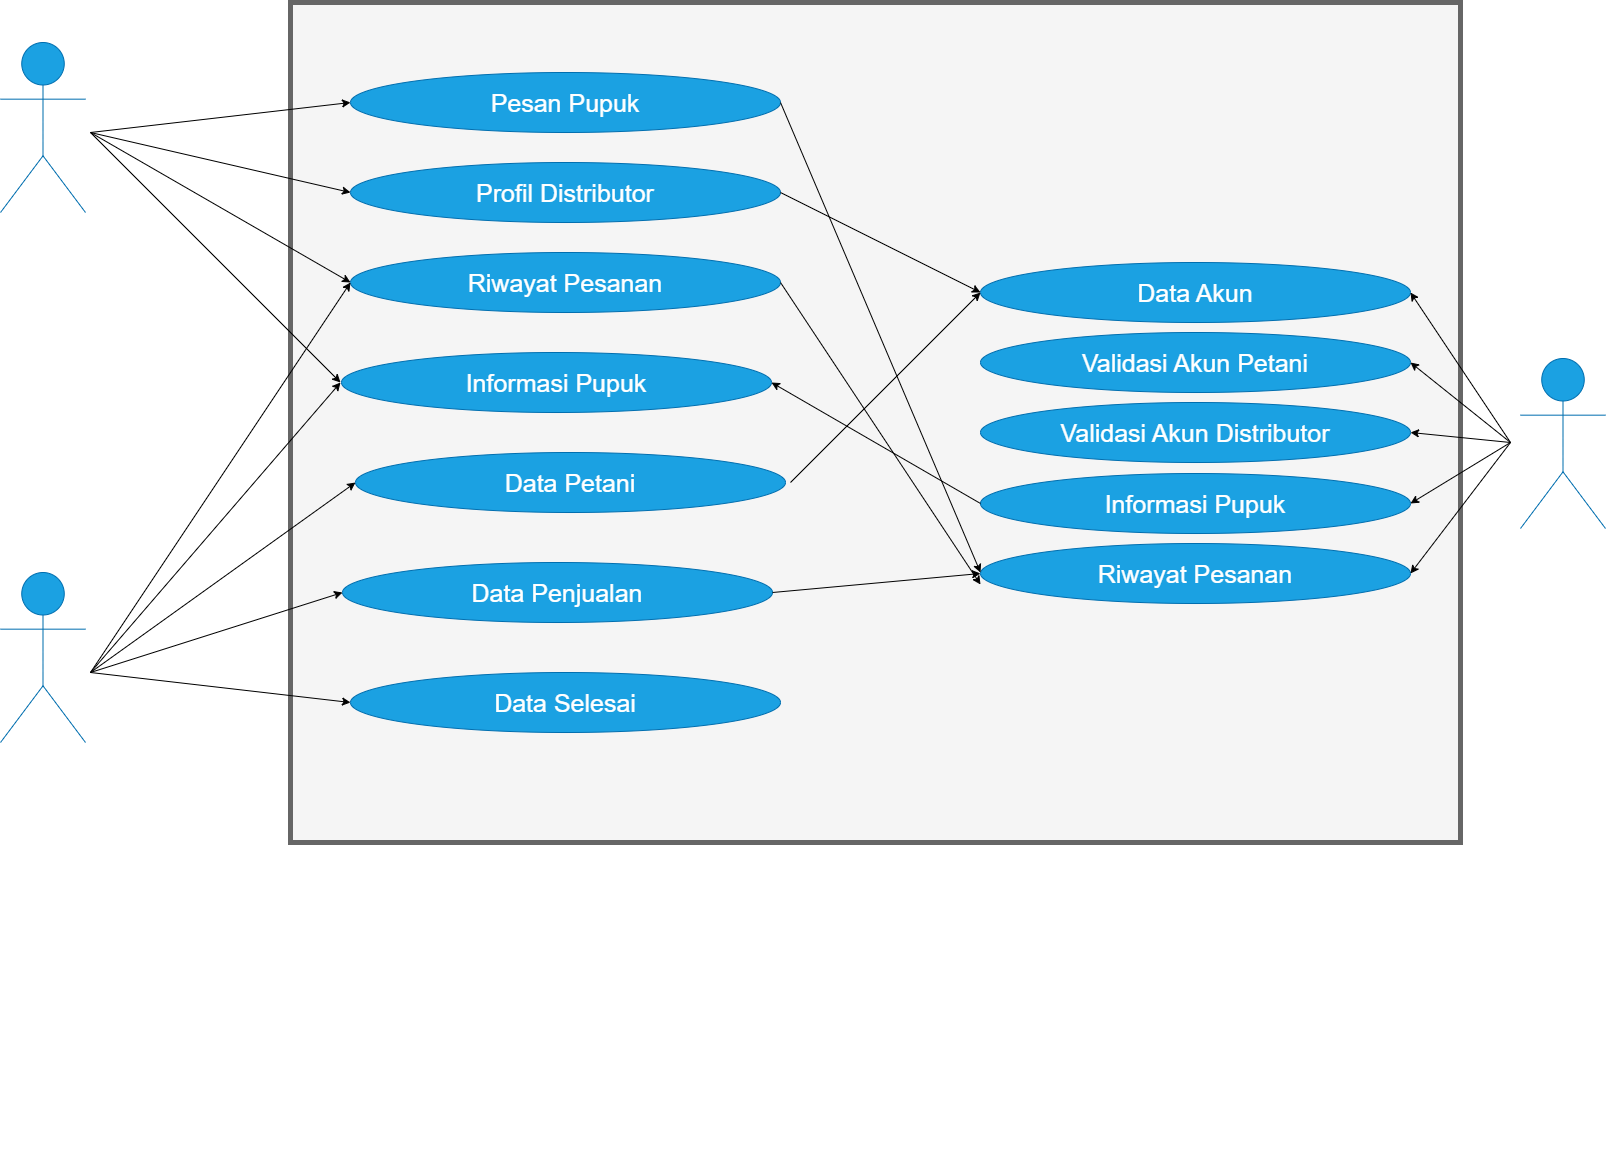 Pesan Pupuk
Profil Distributor
Riwayat Pesanan
Informasi Pupuk
Data Petani
Data Penjualan
Data Selesai
Data Akun
Validasi Akun Petani
Validasi Akun Distributor
Informasi Pupuk
Riwayat Pesanan